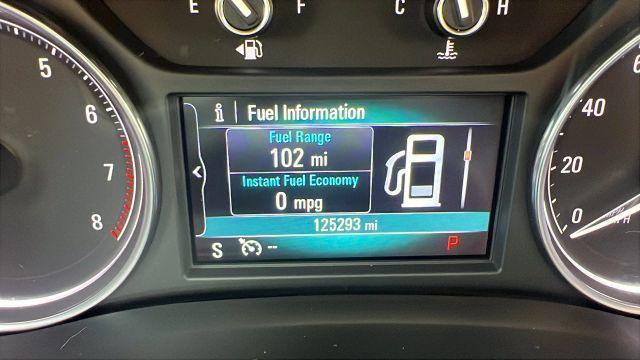 E F
C H
i Fuel Information
Fuel Range
102 mi
Instant Fuel Economy
0 mpg
125293 mi
S -- P
5
6
7
8
40
20
0